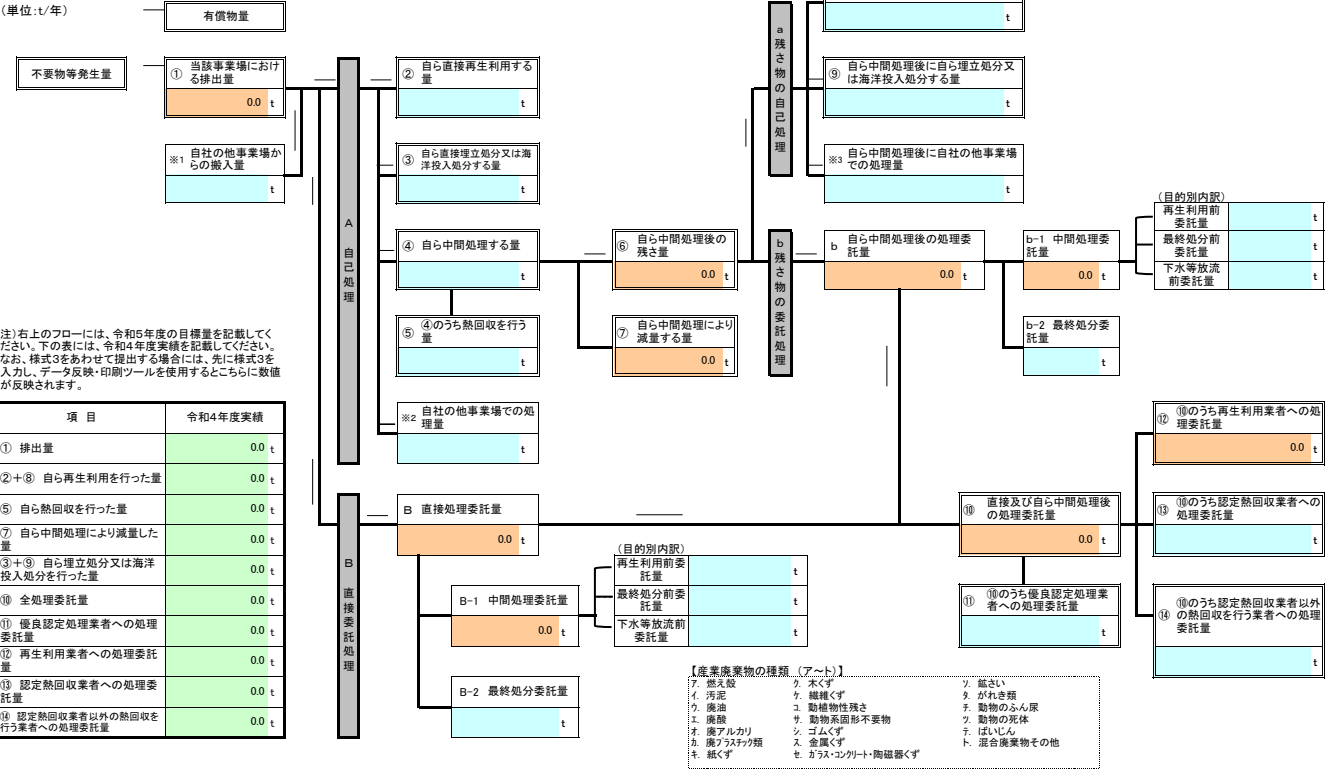 (単位:t/年)
有償物量
不要物等発生量
① 当該事業場におけ
る排出量
0.0 t
※1 自社の他事業場か
らの搬入量
t
A 自己処理
② 自ら直接再生利用する
量
t
③ 自ら直接埋立処分又は海
洋投入処分する量
t
④ 自ら中間処理する量
t
⑤ ④のうち熱回収を行う
量
t
※2 自社の他事業場での処
理量
t
⑥ 自ら中間処理後の
残さ量
0.0 t
⑦ 自ら中間処理により
減量する量
0.0 t
a 残さ物の自己処理
t
⑨ 自ら中間処理後に自ら埋立処分又
は海洋投入処分する量
t
※3 自ら中間処理後に自社の他事業場
での処理量
t
b 残さ物の委託処理
b 自ら中間処理後の処理委
託量
0.0 t
b-1 中間処理委
託量
0.0 t
b-2 最終処分委
託量
t
(目的別内訳)
再生利用前
委託量
t
最終処分前
委託量
t
下水等放流
前委託量
t
注)右上のフローには、令和5年度の目標量を記載してく
ださい。下の表には、令和4年度実績を記載してください。
なお、様式3をあわせて提出する場合には、先に様式3を
入力し、データ反映・印刷ツールを使用するとこちらに数値
が反映されます。
項 目 令和4年度実績
① 排出量 0.0 t
②+⑧ 自ら再生利用を行った量 0.0 t
⑤ 自ら熱回収を行った量 0.0 t
⑦ 自ら中間処理により減量した
量 0.0 t
③+⑨ 自ら埋立処分又は海洋
投入処分を行った量 0.0 t
⑩ 全処理委託量 0.0 t
⑪ 優良認定処理業者への処理
委託量 0.0 t
⑫ 再生利用業者への処理委託
量 0.0 t
⑬ 認定熱回収業者への処理委
託量 0.0 t
⑭ 認定熱回収業者以外の熱回収を
行う業者への処理委託量 0.0 t
B 直接委託処理
B 直接処理委託量
0.0 t
B-1 中間処理委託量
0.0 t
B-2 最終処分委託量
t
(目的別内訳)
再生利用前委
託量
t
最終処分前委
託量
t
下水等放流前
委託量
t
⑩ 直接及び自ら中間処理後
の処理委託量
0.0 t
⑪ ⑩のうち優良認定処理業
者への処理委託量
t
⑫ ⑩のうち再生利用業者への処
理委託量
0.0 t
⑬ ⑩のうち認定熱回収業者への
処理委託量
t
⑭ ⑩のうち認定熱回収業者以外
の熱回収を行う業者への処理
委託量
t
【産業廃棄物の種類 (ア~ト)】
ア. 燃え殻 ク. 木くず ソ. 鉱さい
イ. 汚泥 ケ. 繊維くず タ. がれき類
ウ. 廃油 コ. 動植物性残さ チ. 動物のふん尿
エ. 廃酸 サ. 動物系固形不要物 ツ. 動物の死体
オ. 廃アルカリ シ. ゴムくず テ. ばいじん
カ. 廃プラスチック類 ス. 金属くず ト. 混合廃棄物その他
キ. 紙くず セ. ガラス・コンクリート・陶磁器くず